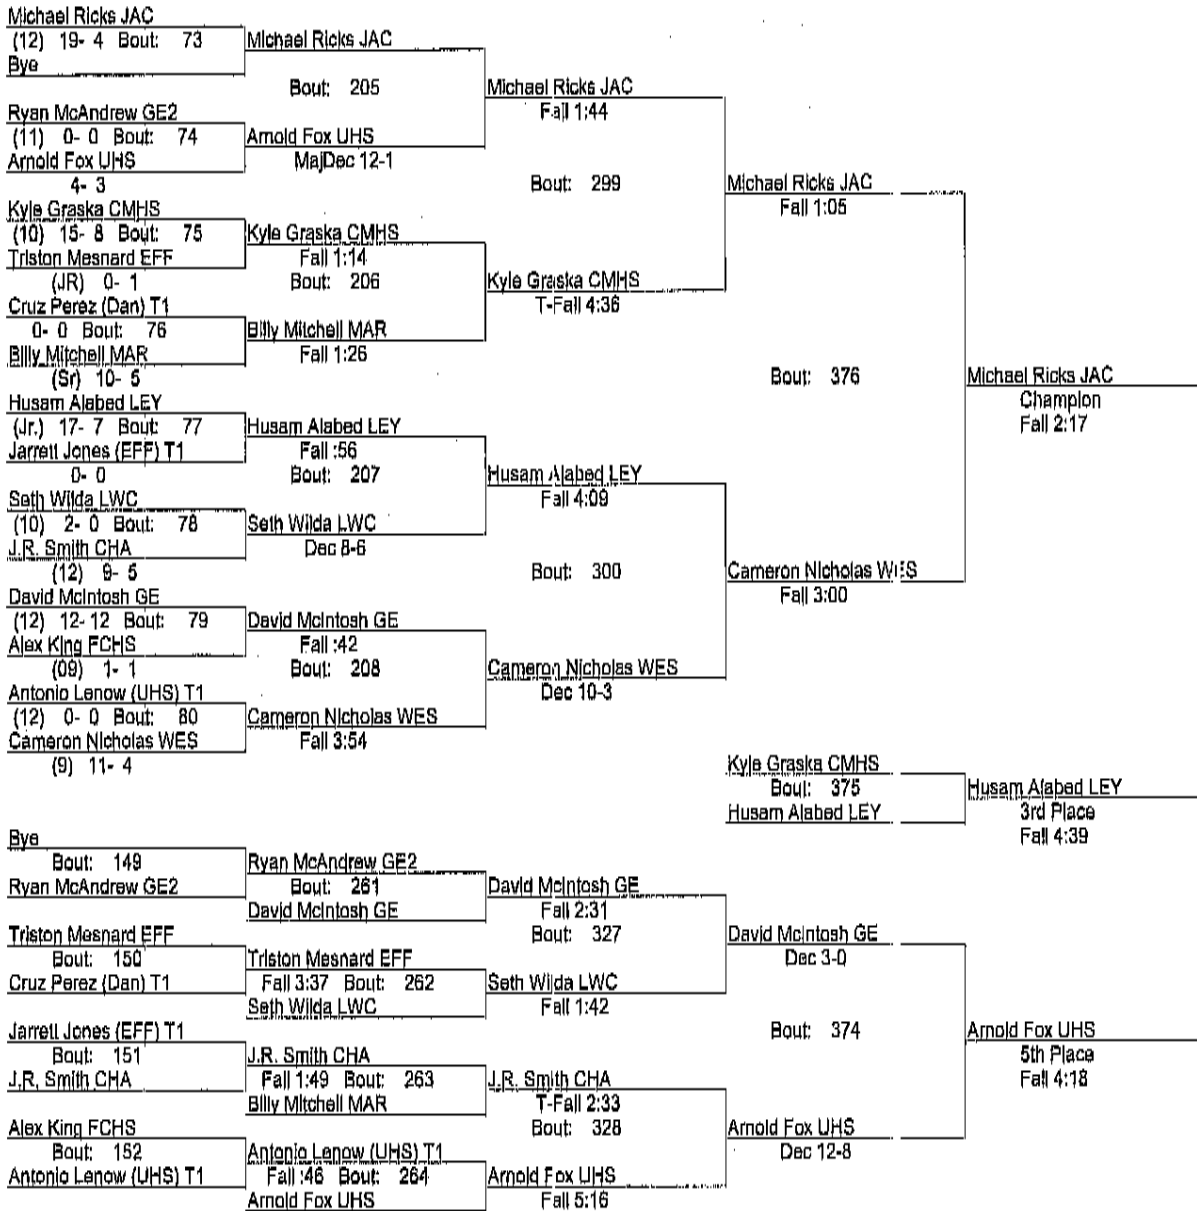 Michael Ricks JAC
(12) 19- 4 Bout: 73
Bye
Ryan McAndrew GE2
(11) 0- 0 Bout: 74
Arnold Fox UHS
4- 3
Kyle Graska CMHS
(10) 15- 8 Bout: 75
Triston Mesnard EFF
(JR) 0- 1
Cruz Perez (Dan) T1
0- 0 Bout: 76
Billy Mitchell MAR
(Sr) 10- 5
Husam Alabed LEY
(Jr.) 17- 7 Bout: 77
Jarrett Jones (EFF) T1
0- 0
Seth Wilda LWC
(10) 2- 0 Bout: 78
J.R. Smith CHA
(12) 9- 5
David McIntosh GE
(12) 12- 12 Bout: 79
Alex King FCHS
(09) 1- 1
Antonio Lenow (UHS) T1
(12) 0- 0 Bout: 80
Cameron Nicholas WES
(9) 11- 4
Michael Ricks JAC
Bout: 205
Arnold Fox UHS
MajDec 12-1
Kyle Graska CMHS
Fall 1:14
Bout: 206
Billy Mitchell MAR
Fall 1:26
Husam Alabed LEY
Fall :56
Bout: 207
Seth Wilda LWC
Dec 8-6
David McIntosh GE
Fall :42
Bout: 208
Cameron Nicholas WES
Fall 3:54
Michael Ricks JAC
Fall 1:44
Bout: 299
Kyle Graska CMHS
T-Fall 4:36
Husam Alabed LEY
Fall 4:09
Bout: 300
Cameron Nicholas WES
Dec 10-3
Michael Ricks JAC
Fall 1:05
Bout: 376
Cameron Nicholas WES
Fall 3:00
Michael Ricks JAC
Champion
Fall 2:17
Kyle Graska CMHS
Bout: 375
Husam Alabed LEY
Husam Alabed LEY
3rd Place
Fall 4:39
Bye
Bout: 149
Ryan McAndrew GE2
Triston Mesnard EFF
Bout: 150
Cruz Perez (Dan) T1
Jarrett Jones (EFF) T1
Bout: 151
J.R. Smith CHA
Alex King FCHS
Bout: 152
Antonio Lenow (UHS) T1
Ryan McAndrew GE2
Bout: 261
David McIntosh GE
Triston Mesnard EFF
Fall 3:37 Bout: 262
Seth Wilda LWC
J.R. Smith CHA
Fall 1:49 Bout: 263
Billy Mitchell MAR
Antonio Lenow (UHS) T1
Fall :46 Bout: 264
Arnold Fox UHS
David McIntosh GE
Fall 2:31
Bout: 327
Seth Wilda LWC
Fall 1:42
J.R. Smith CHA
T-Fall 2:33
Bout: 328
Arnold Fox UHS
Fall 5:16
David McIntosh GE
Dec 3-0
Bout: 374
Arnold Fox UHS
Dec 12-8
Arnold Fox UHS
5th Place
Fall 4:18